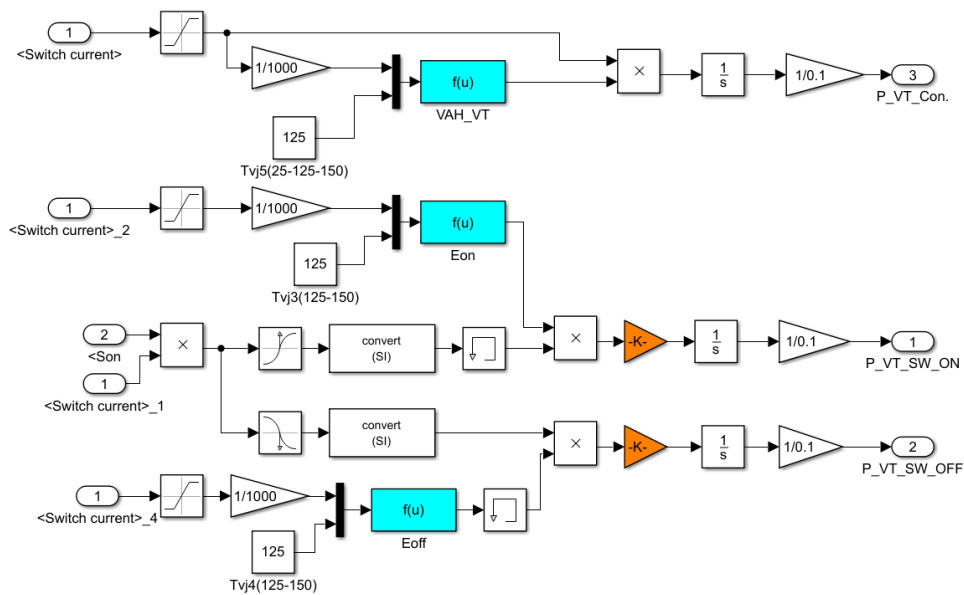 1
<Switch current>
1/1000
125
Tvj5(25-125-150)
f(u)
VAH_VT
×
1
s
1/0.1
3
P_VT_Con.
1
<Switch current>_2
1/1000
125
Tvj3(125-150)
f(u)
Eon
2
<Son
1
<Switch current>_1
×
convert
(SI)
×
-K-
1
s
1/0.1
1
P_VT_SW_ON
convert
(SI)
×
-K-
1
s
1/0.1
2
P_VT_SW_OFF
1
<Switch current>_4
1/1000
125
Tvj4(125-150)
f(u)
Eoff